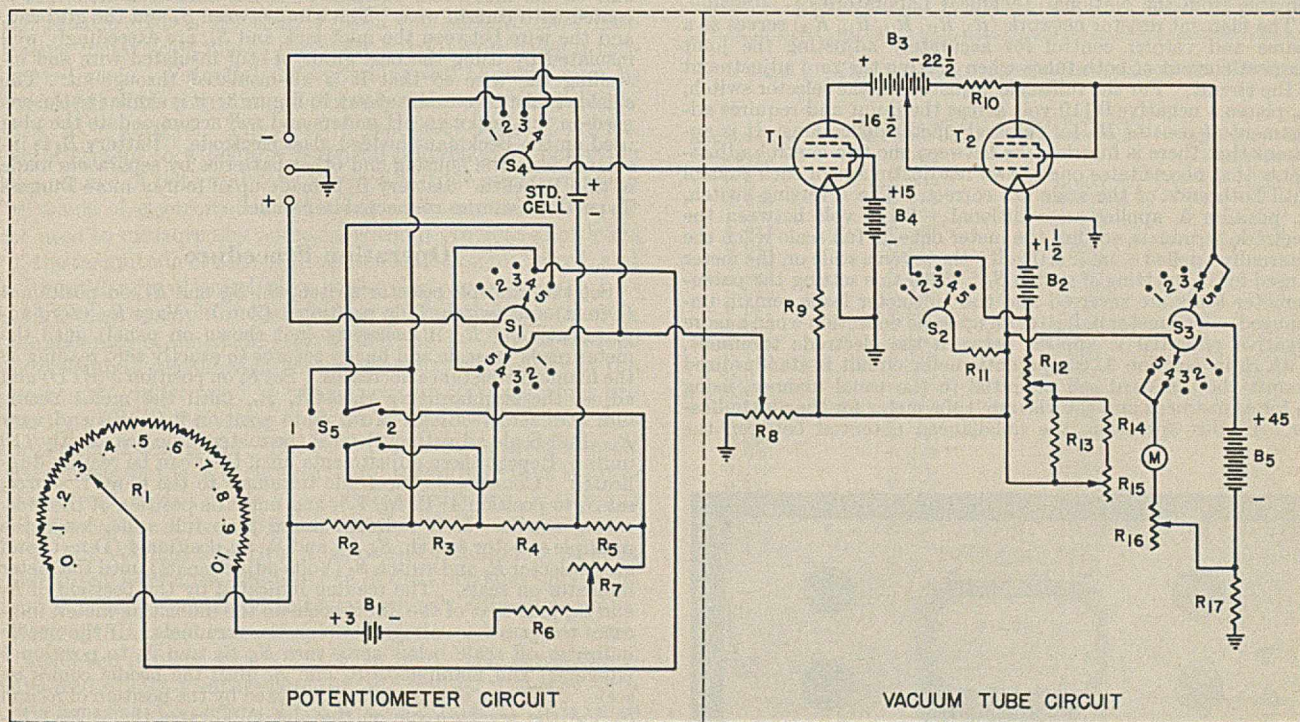 POTENTIOMETER CIRCUIT
+
1 2 3 4
S4
STD. CELL
+
-
1 2 3 4 5
S1
5 4 3 2 1
1 S5 2
0. .1 .2 .3 .4 .5 .6 .7 .8 .9 1.0
R1
R2
R3
R4
R5
R7
R6
+3 B1 -
VACUUM TUBE CIRCUIT
B3
+ -22 1/2
-16 1/2
R10
T1
T2
+15
B4
-
+1 1/2
B2
-
R9
1 2 3 4 5
S2
R11
R12
R13
R14
R15
R8
1 2 3 4 5
S3
5 4 3 2 1
M
R16
R17
+45
B5
-